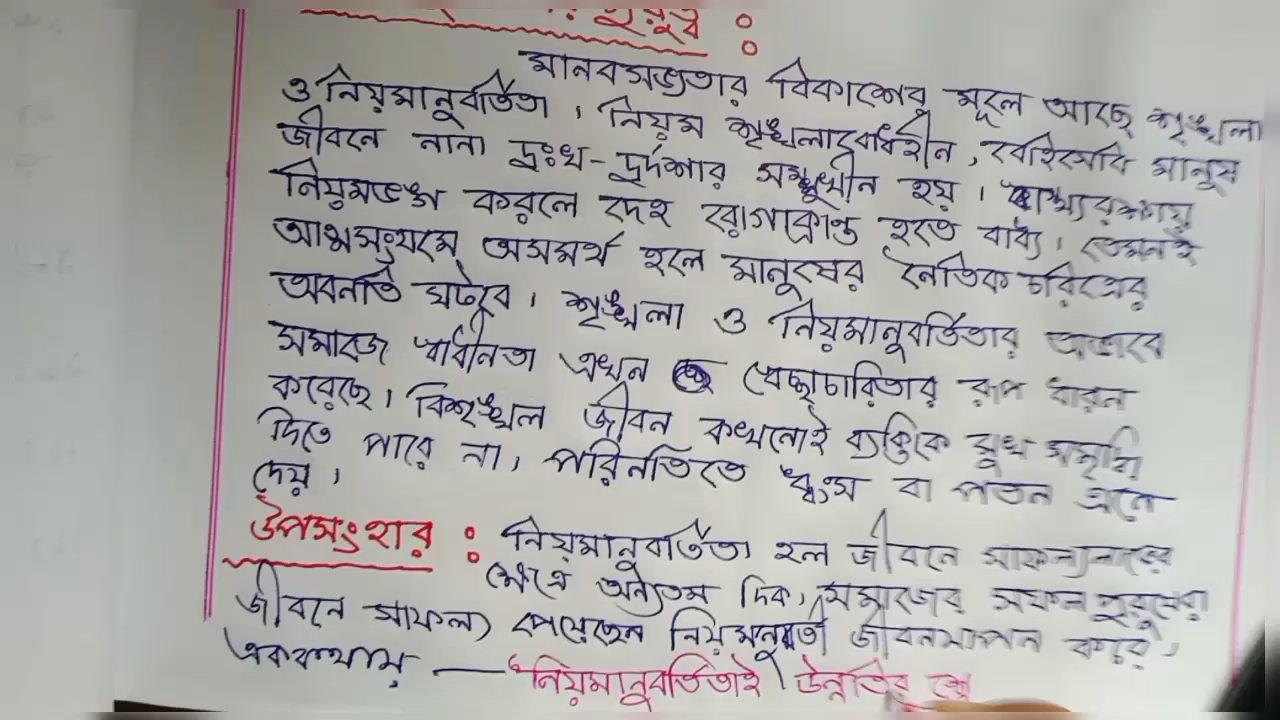 গুরুত্ব :
মানবসভ্যতার বিকাশের মূলে আছে শৃঙ্খলা
ও নিয়মানুবর্তিতা। নিয়ম শৃঙ্খলাবোধহীন, বেহিসেবি মানুষ
জীবনে নানা দুঃখ-দুর্দশার সম্মুখীন হয়। স্বাস্থ্যরক্ষায়
নিয়মভঙ্গ করলে দেহ রোগাক্রান্ত হতে বাধ্য। তেমনই
আত্মসংযমে অসমর্থ হলে মানুষের নৈতিক চরিত্রের
অবনতি ঘটবে। শৃঙ্খলা ও নিয়মানুবর্তিতার অভাবে
সমাজে স্বাধীনতা এখন স্বেচ্ছাচারিতার রূপ ধারন
করেছে। বিশৃঙ্খল জীবন কখনোই ব্যক্তিকে সুখ সমৃদ্ধি
দিতে পারে না, পরিনতিতে ধ্বংস বা পতন এনে
দেয়।
উপসংহার : নিয়মানুবর্তিতা হল জীবনে সাফল্যলাভের
ক্ষেত্রে অন্যতম দিক, সমাজের সফল পুরুষেরা
জীবনে সাফল্য পেয়েছেন নিয়মানুবর্তী জীবনযাপন করে,
এককথায় — "নিয়মানুবর্তিতাই উন্নতির